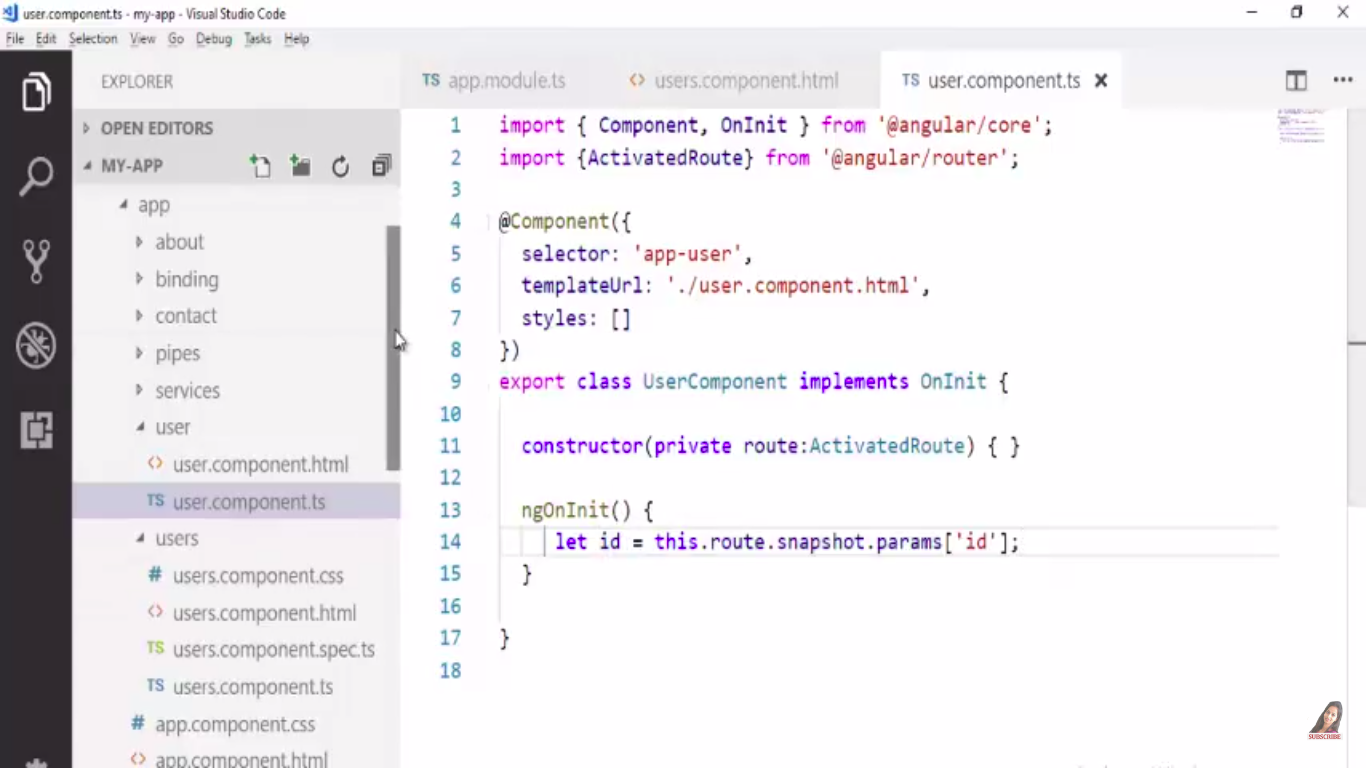 user.component.ts - my-app - Visual Studio Code
File Edit Selection View Go Debug Tasks Help
EXPLORER
OPEN EDITORS
MY-APP
app
about
binding
contact
pipes
services
user
<> user.component.html
TS user.component.ts
users
# users.component.css
<> users.component.html
TS users.component.spec.ts
TS users.component.ts
# app.component.css
<> app.component.html
TS app.module.ts
<> users.component.html
TS user.component.ts
1 import { Component, OnInit } from '@angular/core';
2 import {ActivatedRoute} from '@angular/router';
3
4 @Component({
5 selector: 'app-user',
6 templateUrl: './user.component.html',
7 styles: []
8 })
9 export class UserComponent implements OnInit {
10
11 constructor(private route:ActivatedRoute) { }
12
13 ngOnInit() {
14 let id = this.route.snapshot.params['id'];
15 }
16
17 }
18
SUBSCRIBE